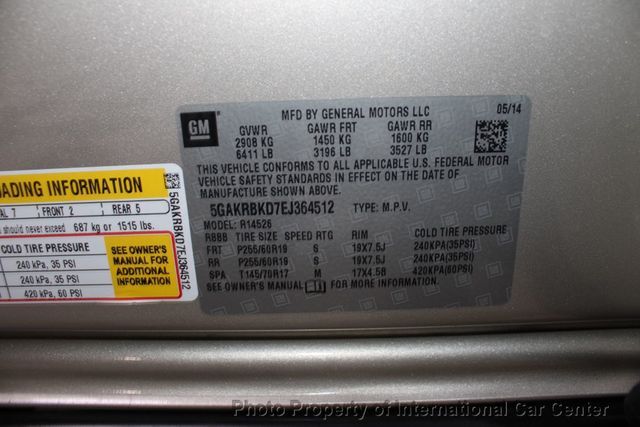 GM
MFD BY GENERAL MOTORS LLC 05/14
GVWR GAWR FRT GAWR RR
2908 KG 1450 KG 1600 KG
6411 LB 3196 LB 3527 LB
THIS VEHICLE CONFORMS TO ALL APPLICABLE U.S. FEDERAL MOTOR
VEHICLE SAFETY STANDARDS IN EFFECT ON THE DATE OF
MANUFACTURE SHOWN ABOVE.
5GAKRBKD7EJ364512 TYPE: M.P.V.
MODEL: R14526
RBBB TIRE SIZE SPEED RTG RIM COLD TIRE PRESSURE
FRT P255/60R19 S 19X7.5J 240KPA(35PSI)
RR P255/60R19 S 19X7.5J 240KPA(35PSI)
SPA T145/70R17 M 17X4.5B 420KPA(60PSI)
SEE OWNER'S MANUAL FOR MORE INFORMATION.
ADING INFORMATION
AL 7 FRONT 2 REAR 5
should never exceed 687 kg or 1515 lbs.
COLD TIRE PRESSURE
240 kPa, 35 PSI
240 kPa, 35 PSI
420 kPa, 60 PSI
SEE OWNER'S
MANUAL FOR
ADDITIONAL
INFORMATION
5GAKRBKD7EJ364512
Photo Property of International Car Center